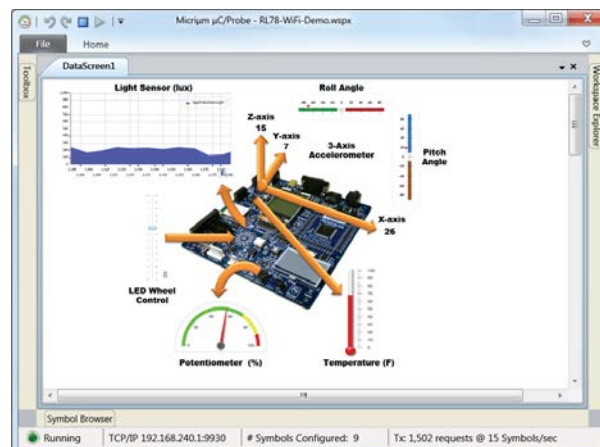 Micriµm µC/Probe - RL78-WiFi-Demo.wspx
File
Home
Toolbox
DataScreen1
Workspace Explorer
Light Sensor (lux)
Roll Angle
Z-axis
15
Y-axis
7
3-Axis
Accelerometer
Pitch
Angle
X-axis
26
LED Wheel
Control
Potentiometer (%)
Temperature (F)
Symbol Browser
Running
TCP/IP 192.168.240.1:9930
# Symbols Configured: 9
Tx: 1,502 requests @ 15 Symbols/sec